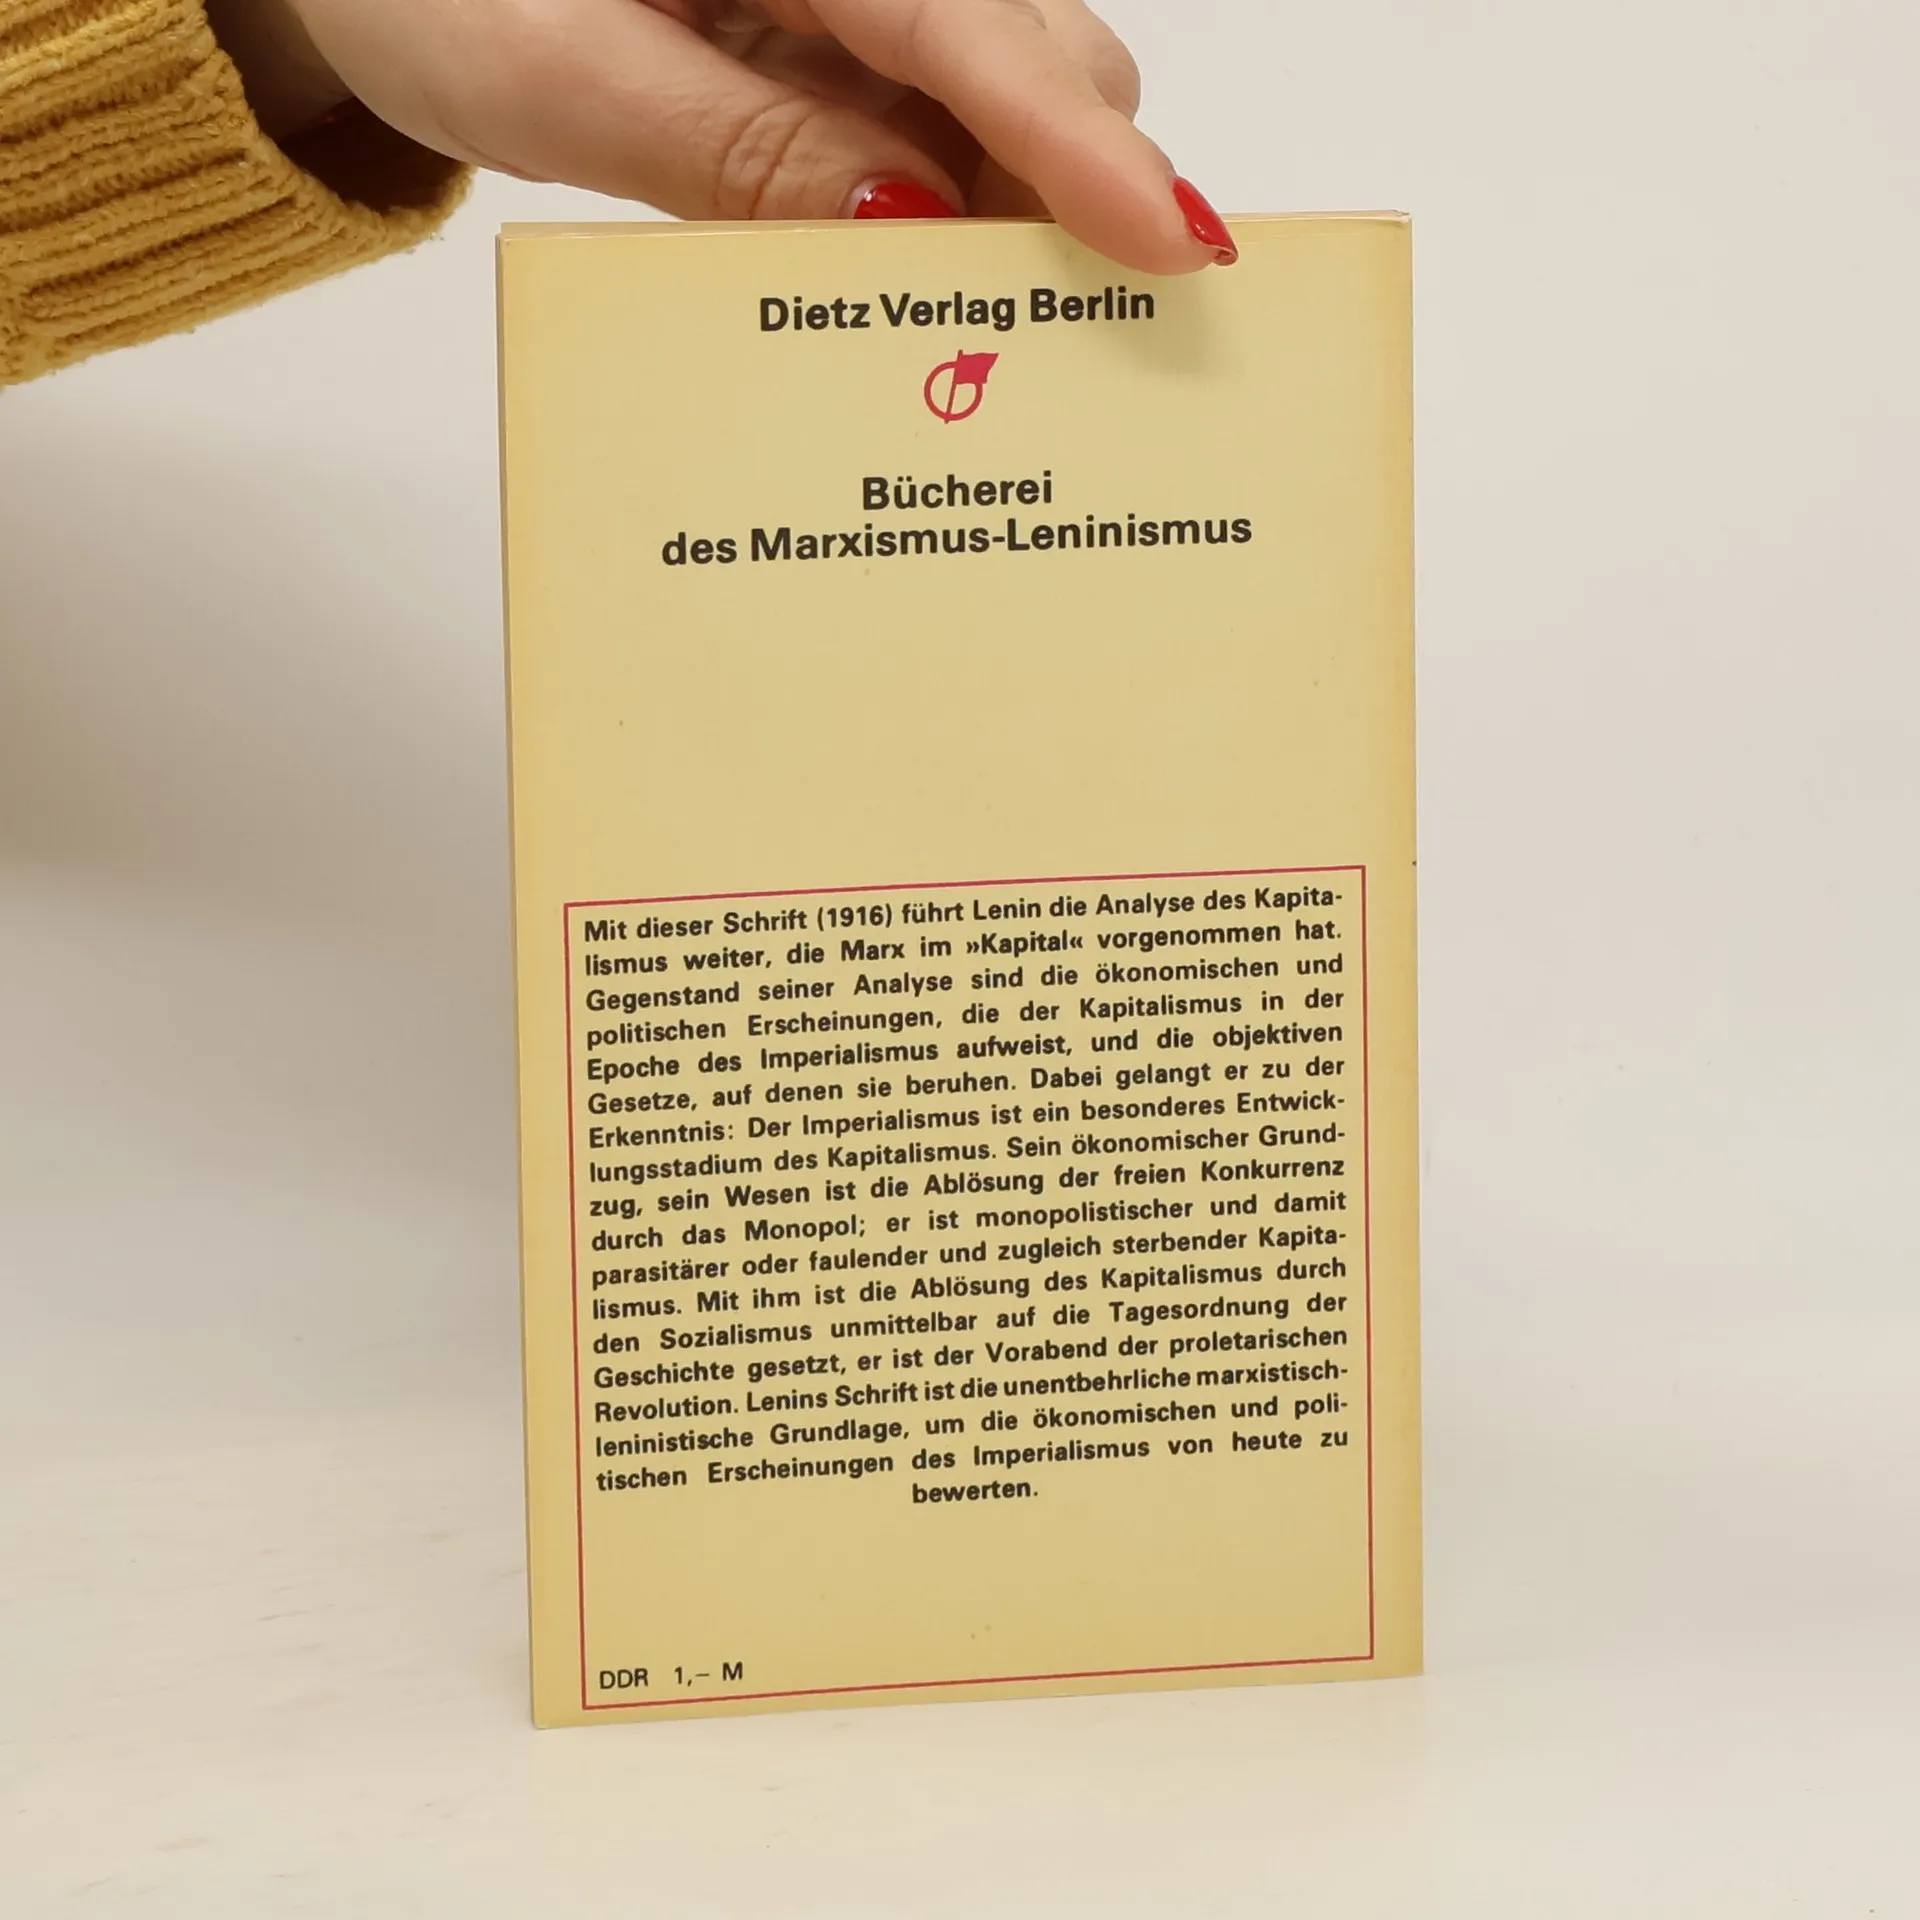 Dietz Verlag Berlin
Bücherei
des Marxismus-Leninismus
Mit dieser Schrift (1916) führt Lenin die Analyse des Kapita-
lismus weiter, die Marx im »Kapital« vorgenommen hat.
Gegenstand seiner Analyse sind die ökonomischen und
politischen Erscheinungen, die der Kapitalismus in der
Epoche des Imperialismus aufweist, und die objektiven
Gesetze, auf denen sie beruhen. Dabei gelangt er zu der
Erkenntnis: Der Imperialismus ist ein besonderes Entwick-
lungsstadium des Kapitalismus. Sein ökonomischer Grund-
zug, sein Wesen ist die Ablösung der freien Konkurrenz
durch das Monopol; er ist monopolistischer und damit
parasitärer oder faulender und zugleich sterbender Kapita-
lismus. Mit ihm ist die Ablösung des Kapitalismus durch
den Sozialismus unmittelbar auf die Tagesordnung der
Geschichte gesetzt, er ist der Vorabend der proletarischen
Revolution. Lenins Schrift ist die unentbehrliche marxistisch-
leninistische Grundlage, um die ökonomischen und poli-
tischen Erscheinungen des Imperialismus von heute zu
bewerten.
DDR 1,– M